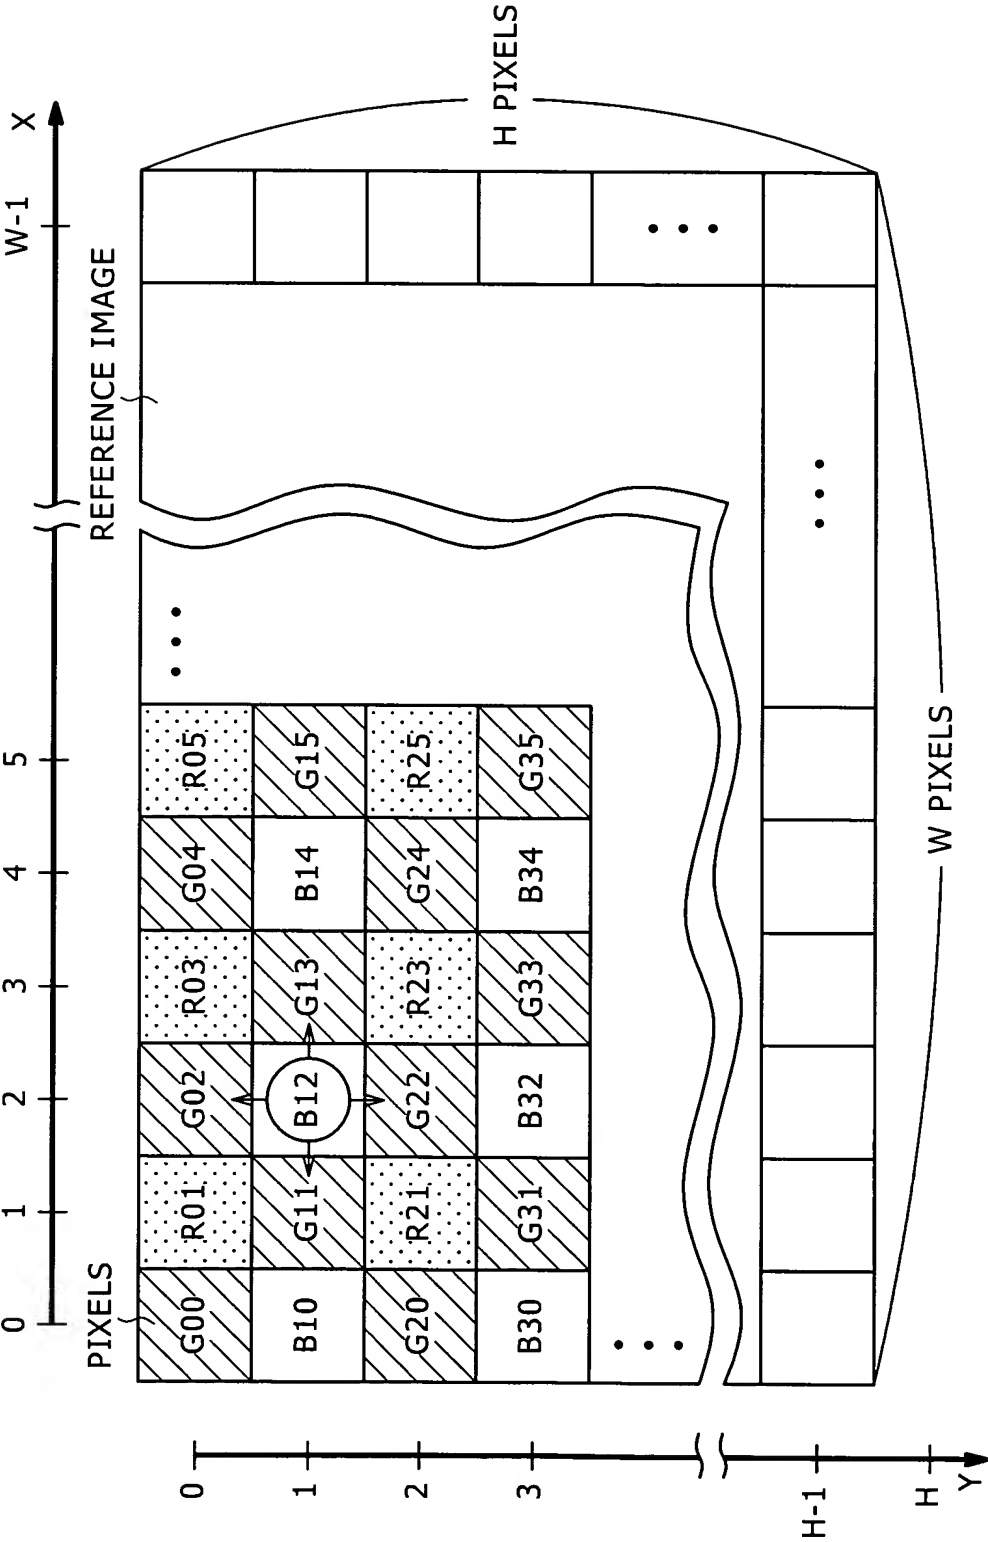 0 1 2 3 4 5 W-1 X
PIXELS REFERENCE IMAGE
0 G00 R01 G02 R03 G04 R05
1 B10 G11 B12 G13 B14 G15
2 G20 R21 G22 R23 G24 R25
3 B30 G31 B32 G33 B34 G35
H PIXELS
H-1
H
Y
W PIXELS